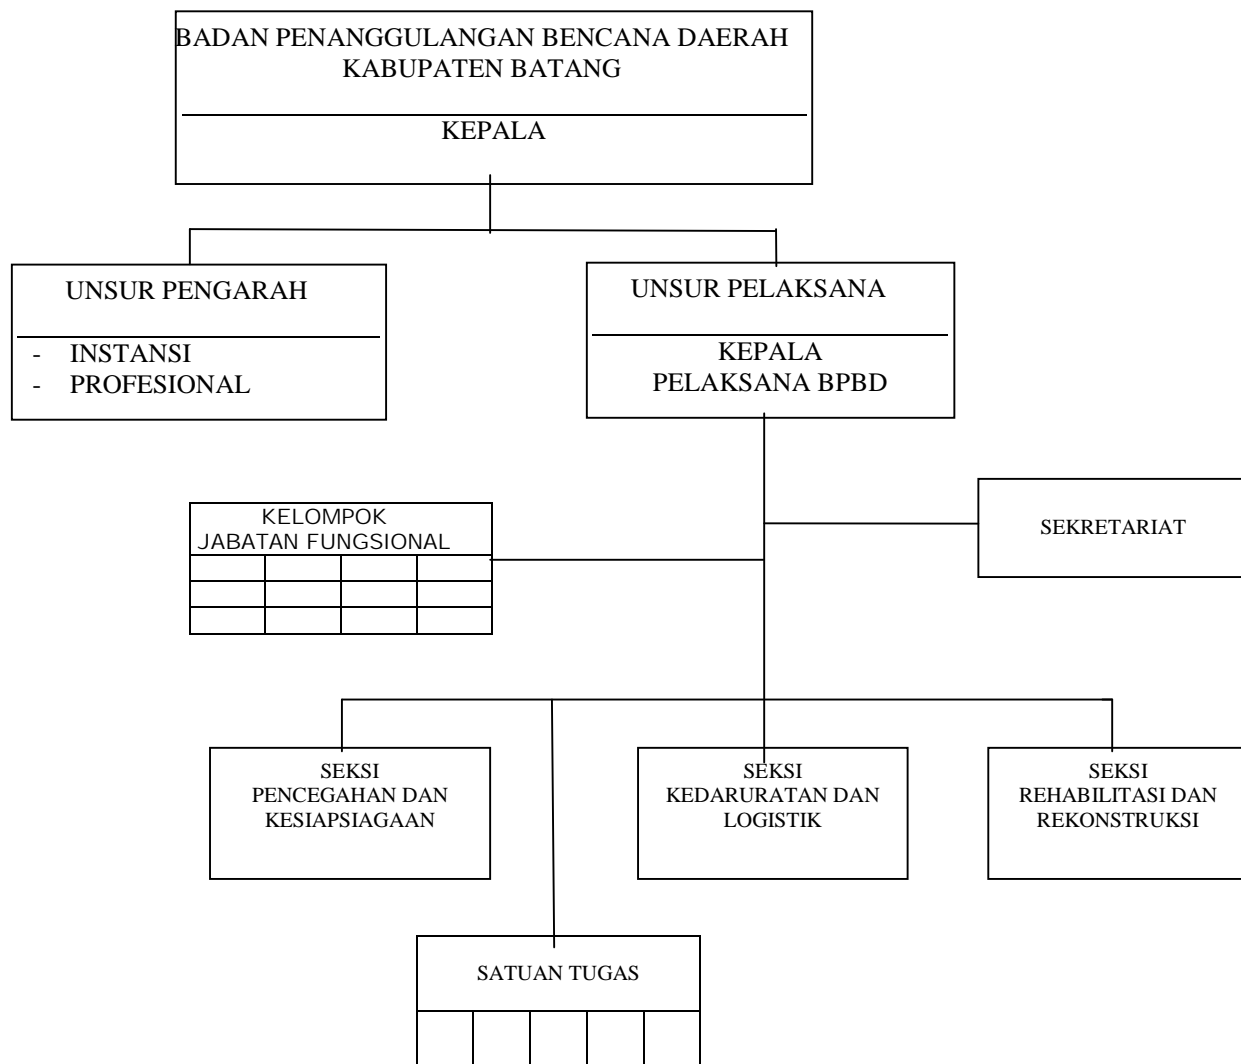 BADAN PENANGGULANGAN BENCANA DAERAH
KABUPATEN BATANG
KEPALA
UNSUR PENGARAH
- INSTANSI
- PROFESIONAL
UNSUR PELAKSANA
KEPALA
PELAKSANA BPBD
KELOMPOK
JABATAN FUNGSIONAL
SEKRETARIAT
SEKSI
PENCEGAHAN DAN
KESIAPSIAGAAN
SEKSI
KEDARURATAN DAN
LOGISTIK
SEKSI
REHABILITASI DAN
REKONSTRUKSI
SATUAN TUGAS